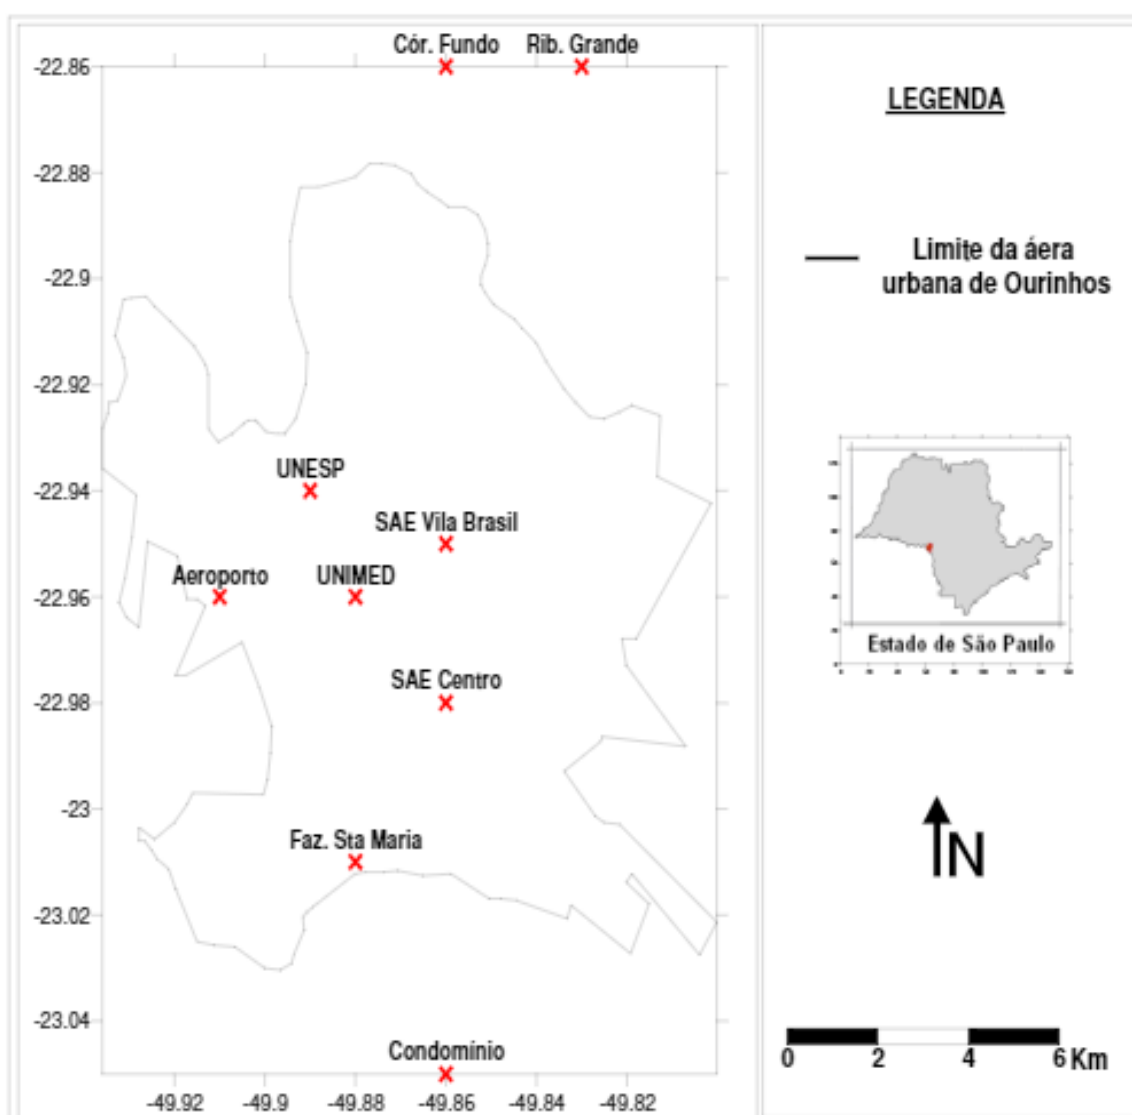 Cór. Fundo
Rib. Grande
-22.86
-22.88
-22.9
-22.92
UNESP
-22.94
SAE Vila Brasil
Aeroporto
UNIMED
-22.96
SAE Centro
-22.98
-23
Faz. Sta Maria
-23.02
-23.04
Condomínio
-49.92
-49.9
-49.88
-49.86
-49.84
-49.82
LEGENDA
Limite da áera
urbana de Ourinhos
Estado de São Paulo
N
0
2
4
6 Km